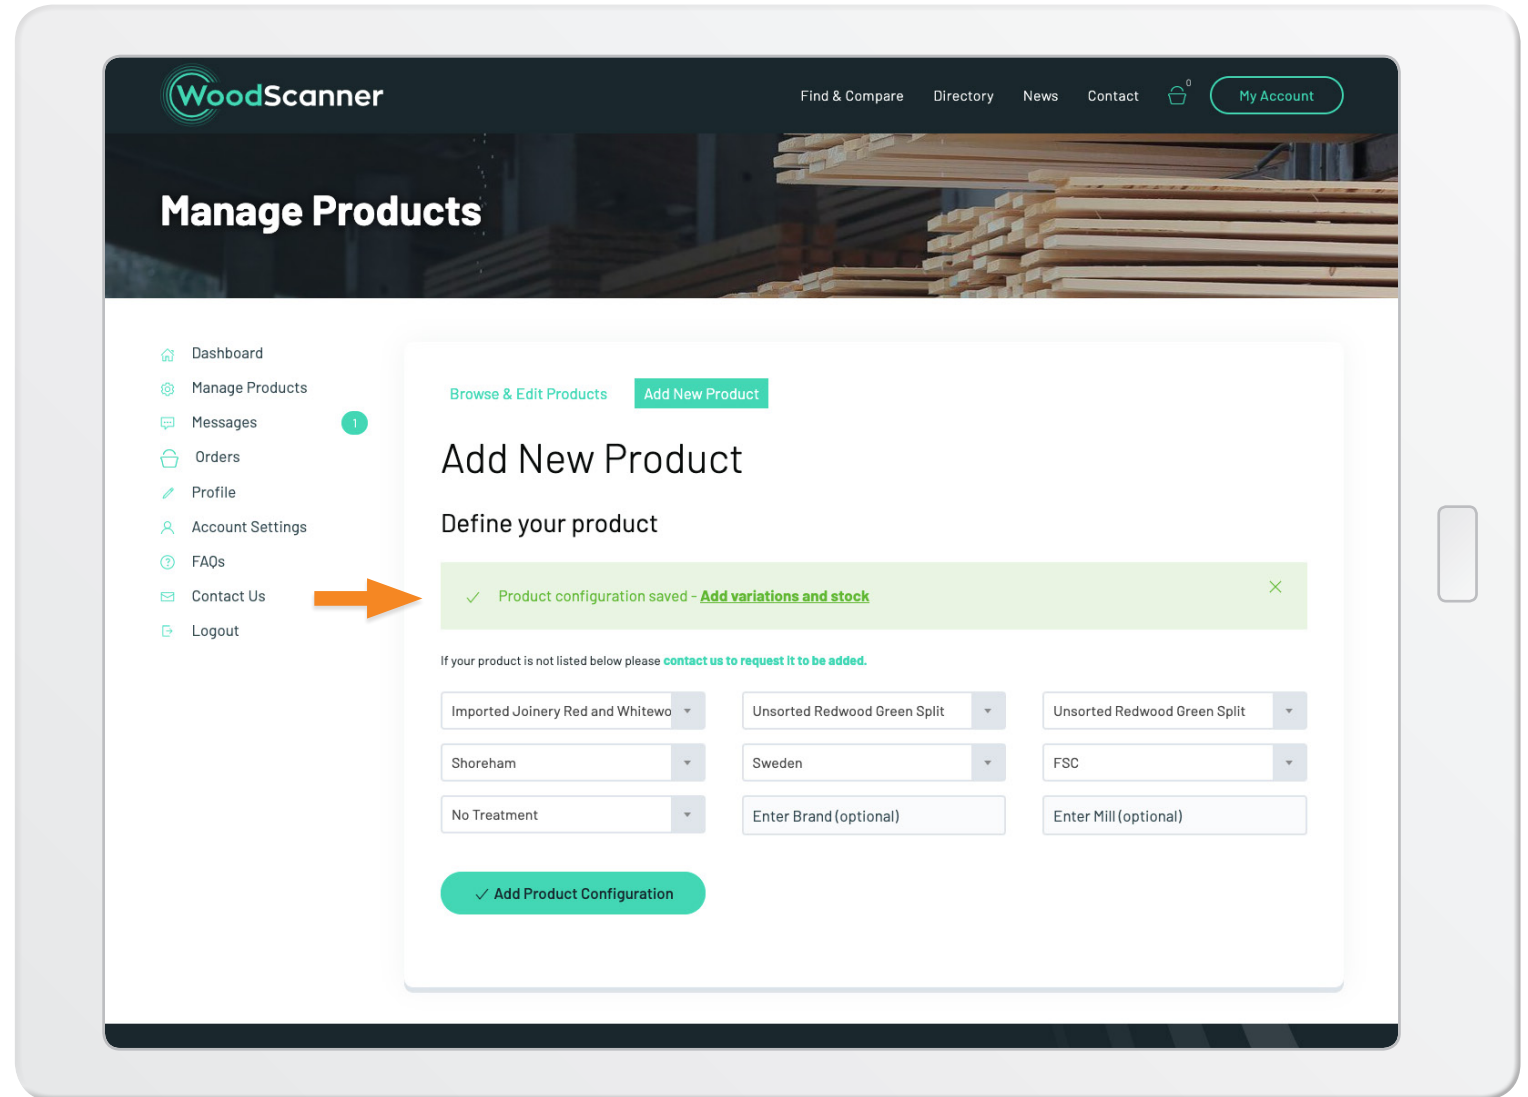 WoodScanner
Find & Compare Directory News Contact 0 My Account
Manage Products
Dashboard
Manage Products
Messages 1
Orders
Profile
Account Settings
FAQs
Contact Us
Logout
Browse & Edit Products Add New Product
Add New Product
Define your product
Product configuration saved - Add variations and stock
If your product is not listed below please contact us to request it to be added.
Imported Joinery Red and Whitewo Unsorted Redwood Green Split Unsorted Redwood Green Split
Shoreham Sweden FSC
No Treatment Enter Brand (optional) Enter Mill (optional)
Add Product Configuration